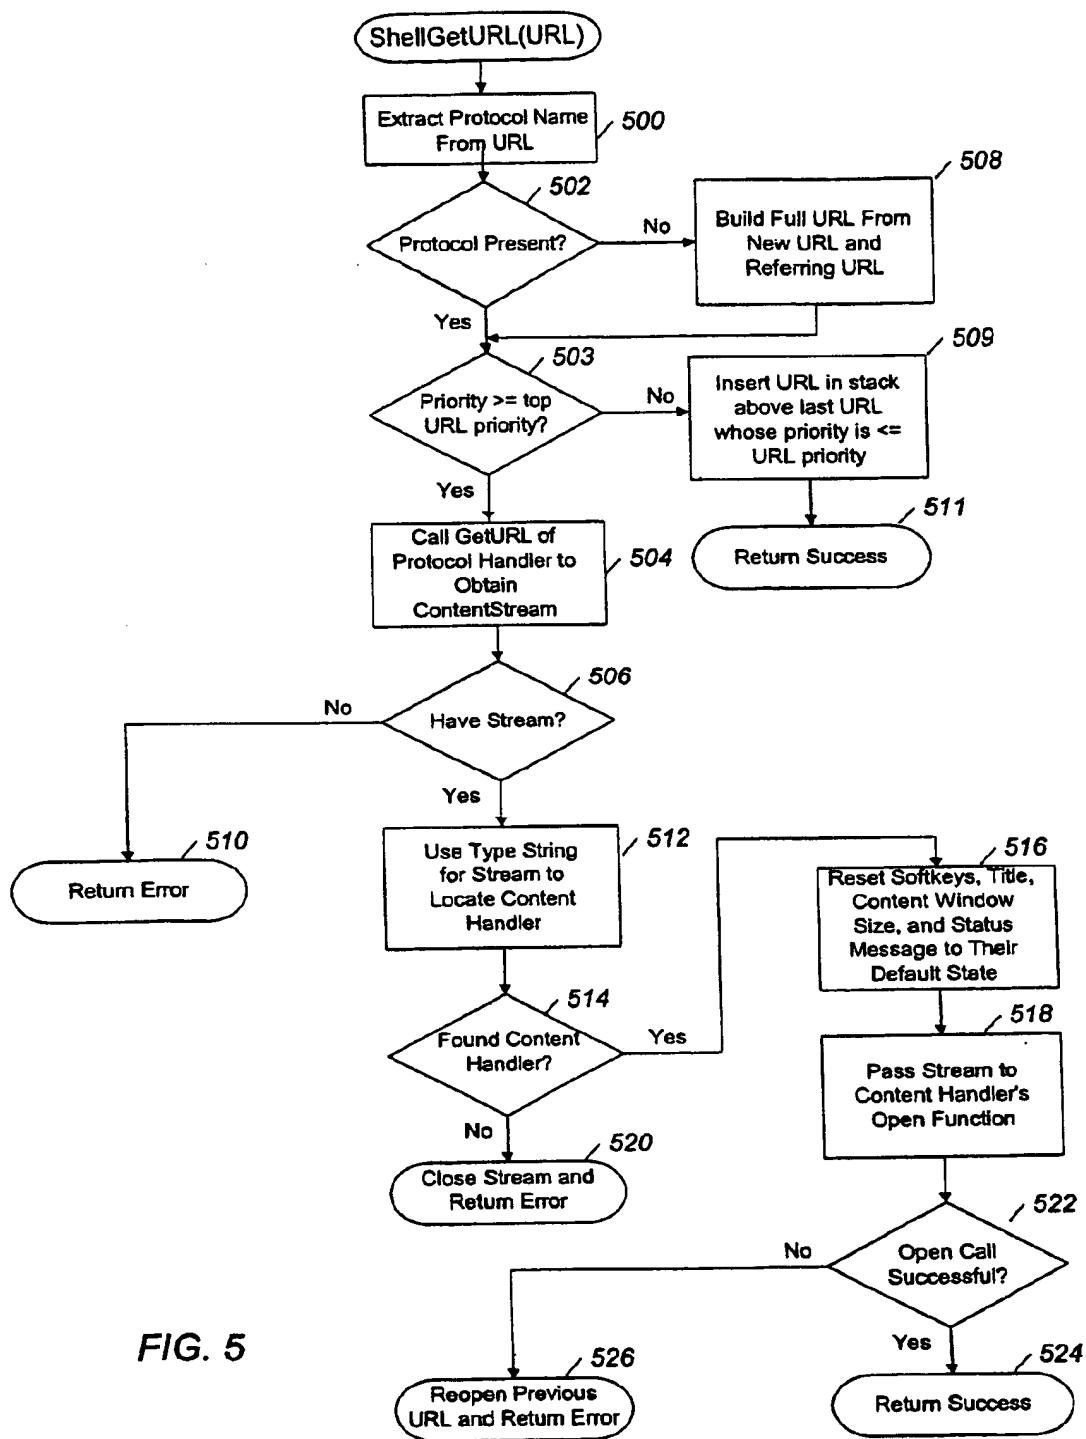 ShellGetURL(URL)
Extract Protocol Name
From URL
500
502
Protocol Present?
No
Yes
508
Build Full URL From
New URL and
Referring URL
503
Priority >= top
URL priority?
No
Yes
509
Insert URL in stack
above last URL
whose priority is <=
URL priority
511
Return Success
Call GetURL of
Protocol Handler to
Obtain
ContentStream
504
506
Have Stream?
No
Yes
510
Return Error
Use Type String
for Stream to
Locate Content
Handler
512
514
Found Content
Handler?
Yes
No
516
Reset Softkeys, Title,
Content Window
Size, and Status
Message to Their
Default State
518
Pass Stream to
Content Handler's
Open Function
520
Close Stream and
Return Error
522
Open Call
Successful?
No
Yes
524
Return Success
526
Reopen Previous
URL and Return Error
FIG. 5